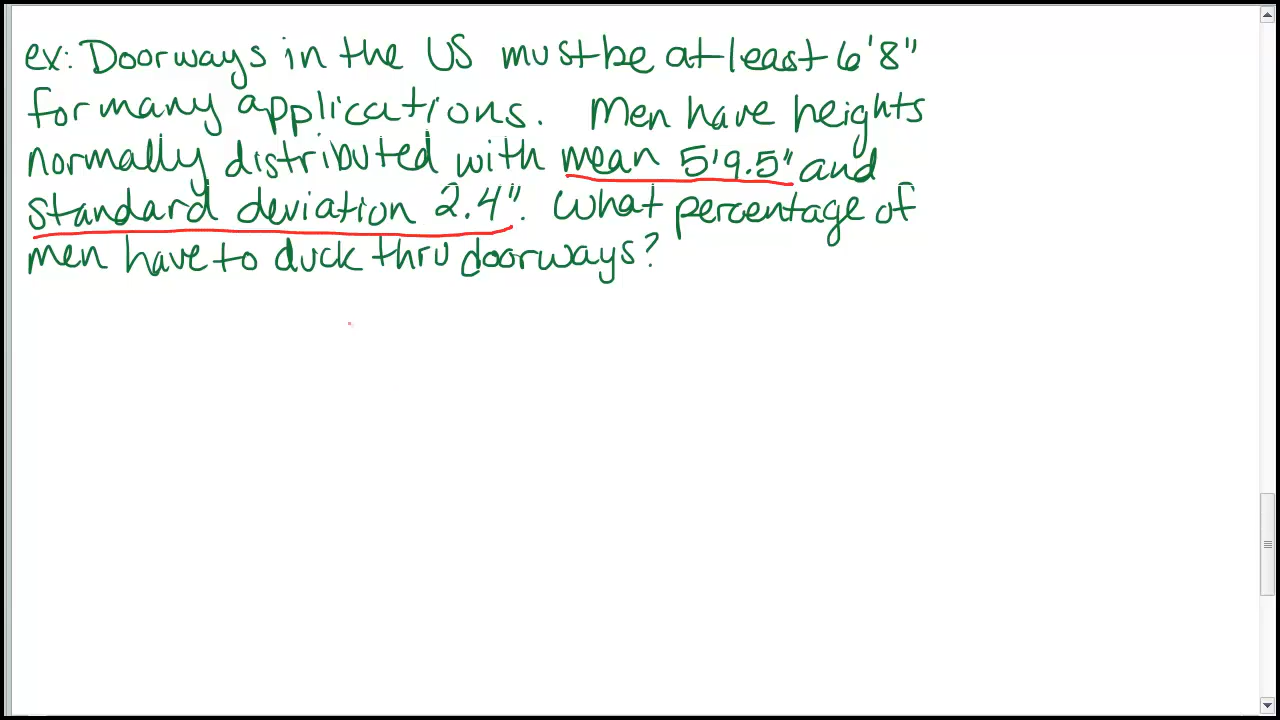 ex: Doorways in the US must be at least 6'8"
for many applications. Men have heights
normally distributed with mean 5'9.5" and
standard deviation 2.4". What percentage of
men have to duck thru doorways?